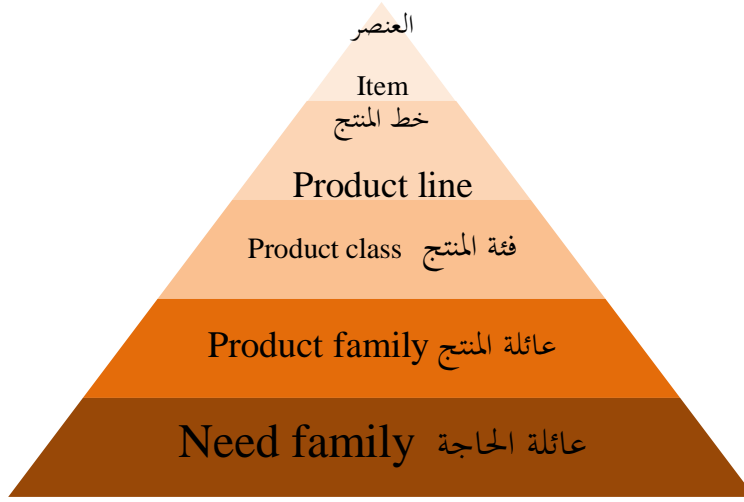 العنصر
Item
خط المنتج
Product line
Product class فئة المنتج
Product family عائلة المنتج
Need family عائلة الحاجة